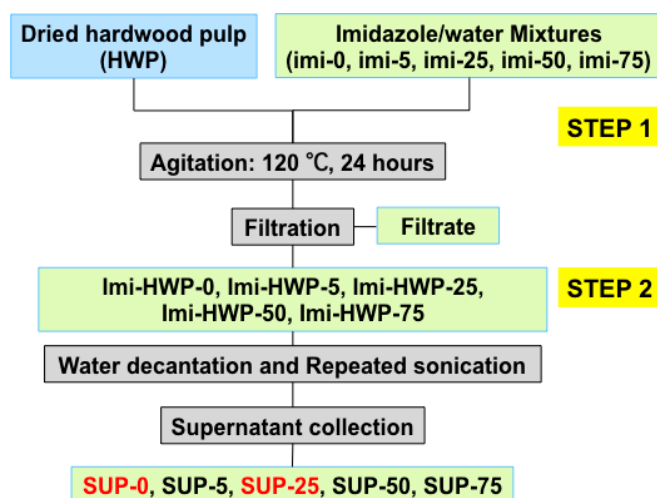 Dried hardwood pulp
(HWP)
Imidazole/water Mixtures
(imi-0, imi-5, imi-25, imi-50, imi-75)
STEP 1
Agitation: 120 ℃, 24 hours
Filtration
Filtrate
Imi-HWP-0, Imi-HWP-5, Imi-HWP-25,
Imi-HWP-50, Imi-HWP-75
STEP 2
Water decantation and Repeated sonication
Supernatant collection
SUP-0, SUP-5, SUP-25, SUP-50, SUP-75